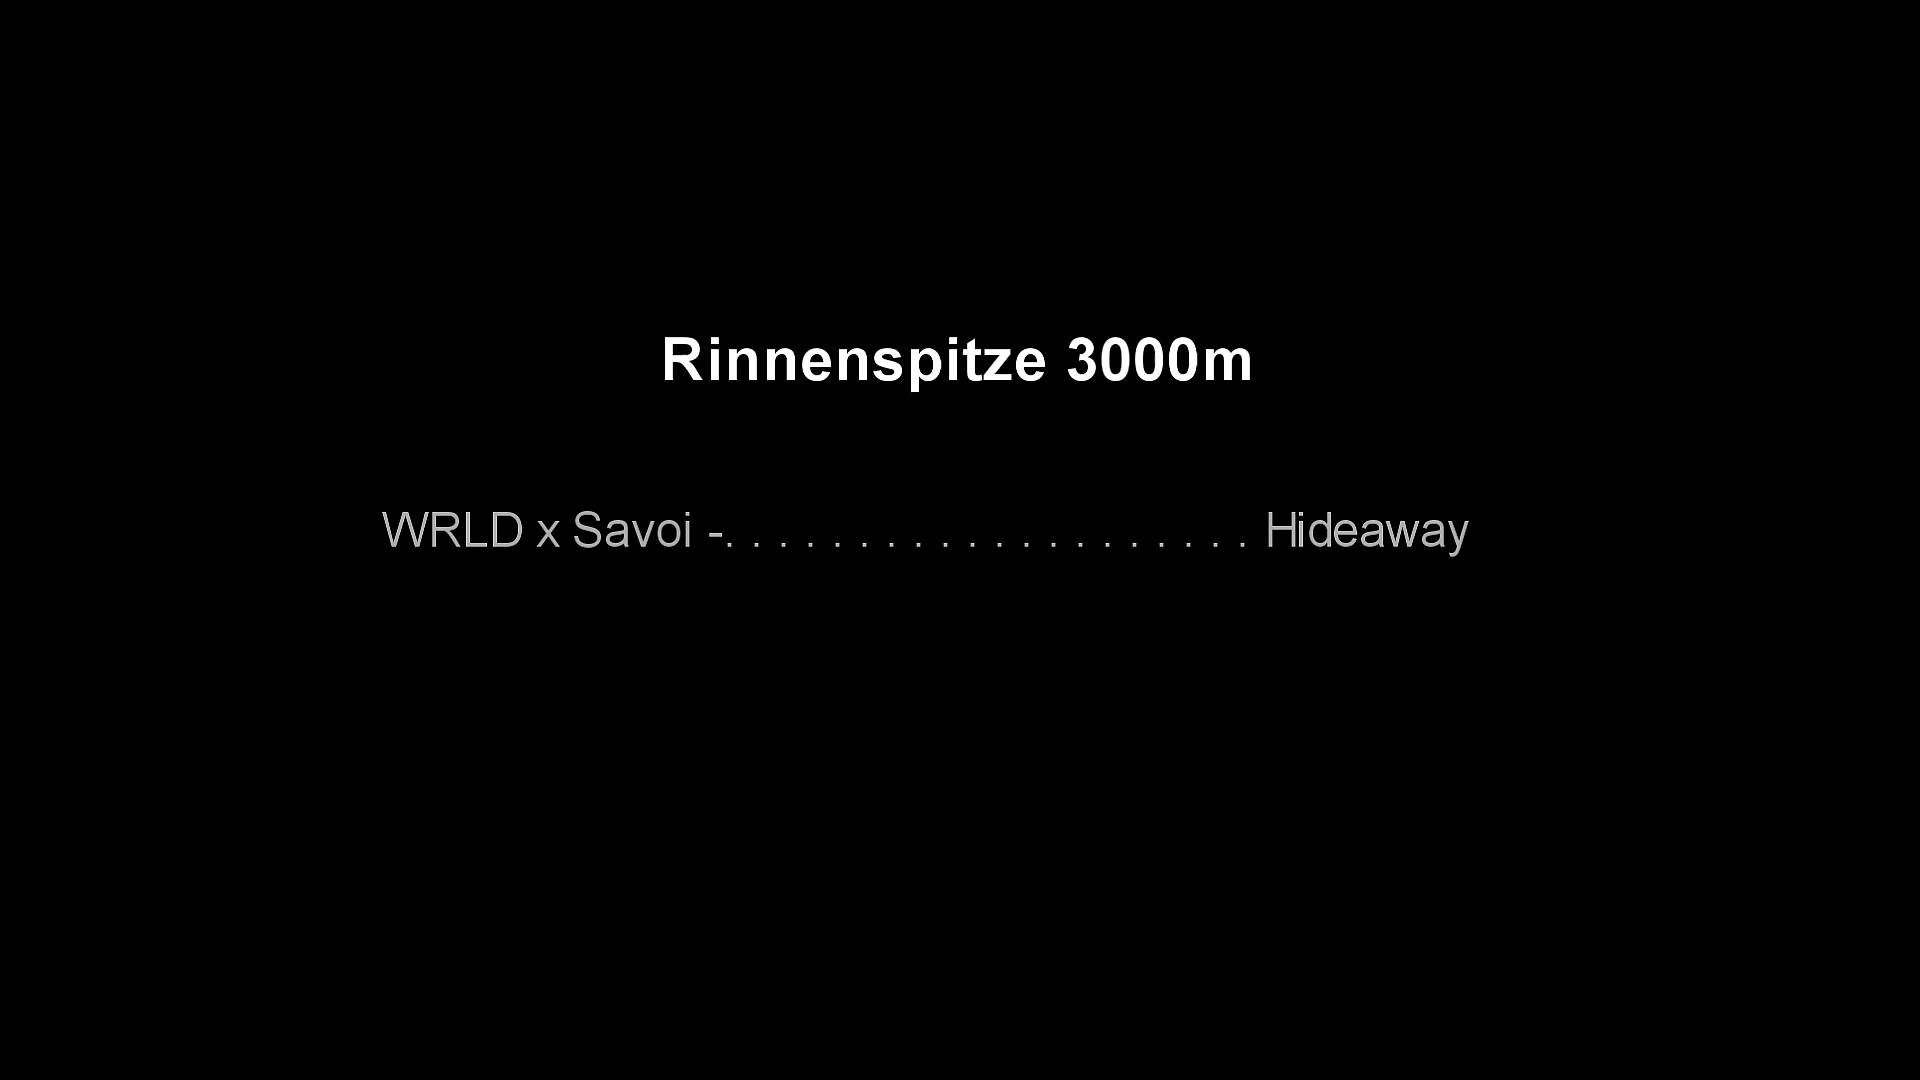 Rinnenspitze 3000m
WRLD x Savoi -. . . . . . . . . . . . . . . . . . . . Hideaway